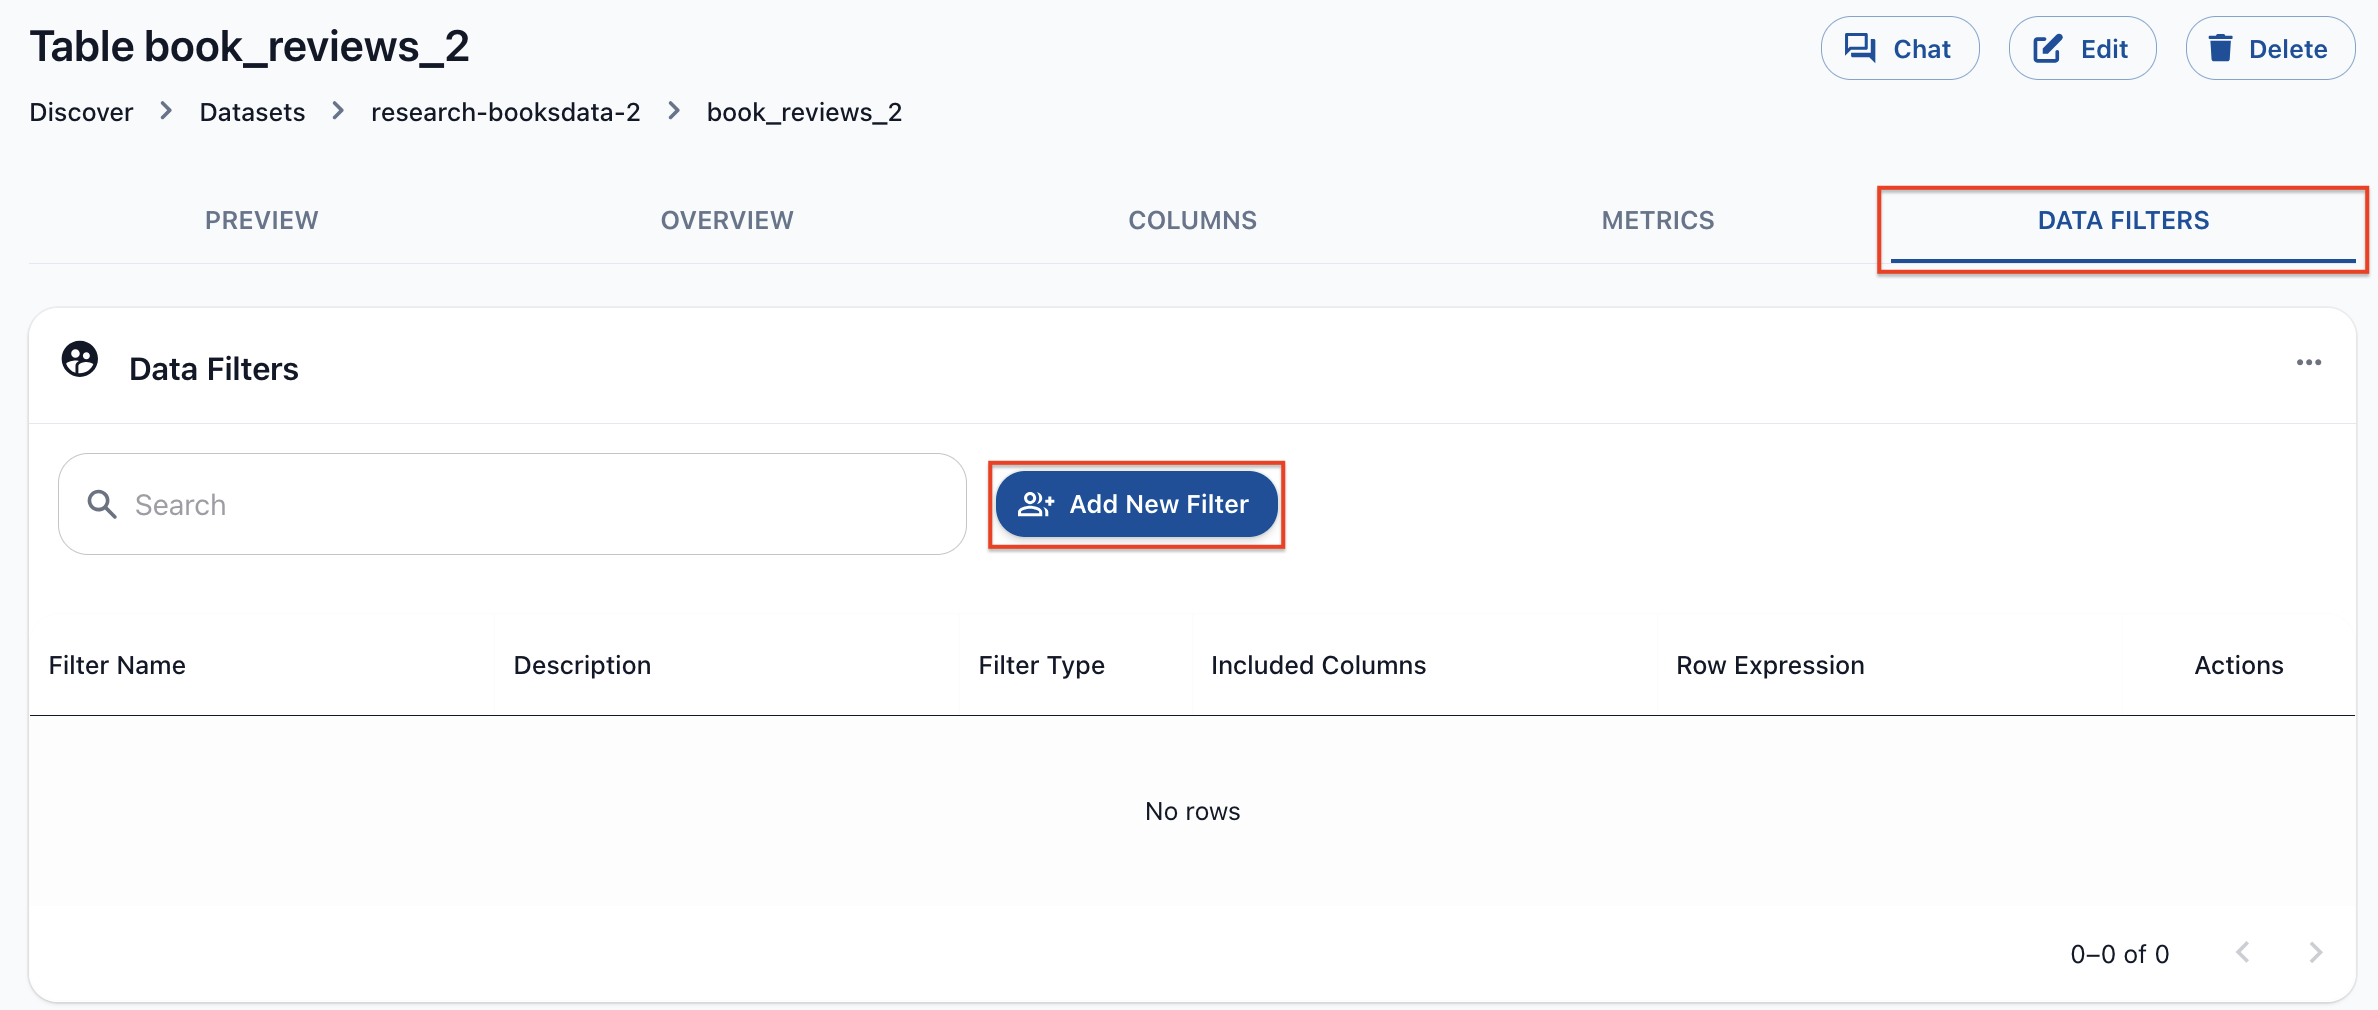 Table book_reviews_2
Chat
Edit
Delete
Discover
Datasets
research-booksdata-2
book_reviews_2
PREVIEW
OVERVIEW
COLUMNS
METRICS
DATA FILTERS
Data Filters
Search
Add New Filter
Filter Name
Description
Filter Type
Included Columns
Row Expression
Actions
No rows
0–0 of 0